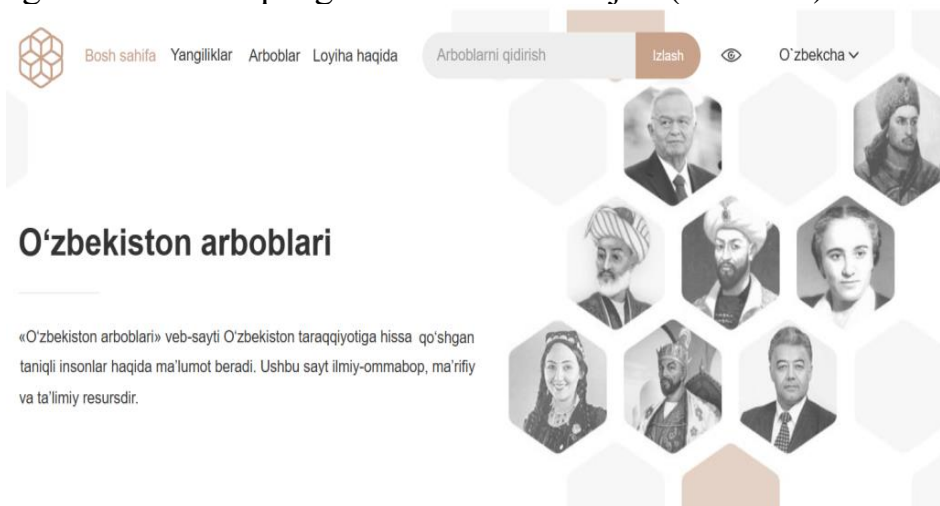 Bosh sahifa Yangiliklar Arboblar Loyiha haqida Arboblarni qidirish Izlash O`zbekcha
O‘zbekiston arboblari
«O‘zbekiston arboblari» veb-sayti O‘zbekiston taraqqiyotiga hissa qo‘shgan
taniqli insonlar haqida ma’lumot beradi. Ushbu sayt ilmiy-ommabop, ma’rifiy
va ta’limiy resursdir.